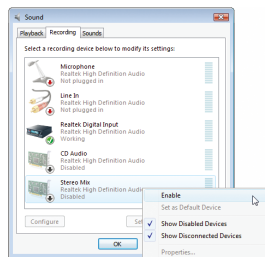 Sound
Playback Recording Sounds
Select a recording device below to modify its settings:
Microphone
Realtek High Definition Audio
Not plugged in
Line In
Realtek High Definition Audio
Not plugged in
Realtek Digital Input
Realtek High Definition Audio
Working
CD Audio
Realtek High Definition Audio
Disabled
Stereo Mix
Realtek High Definition Audio
Disabled
Enable
Set as Default Device
Show Disabled Devices
Show Disconnected Devices
Properties...
Configure
Set
OK